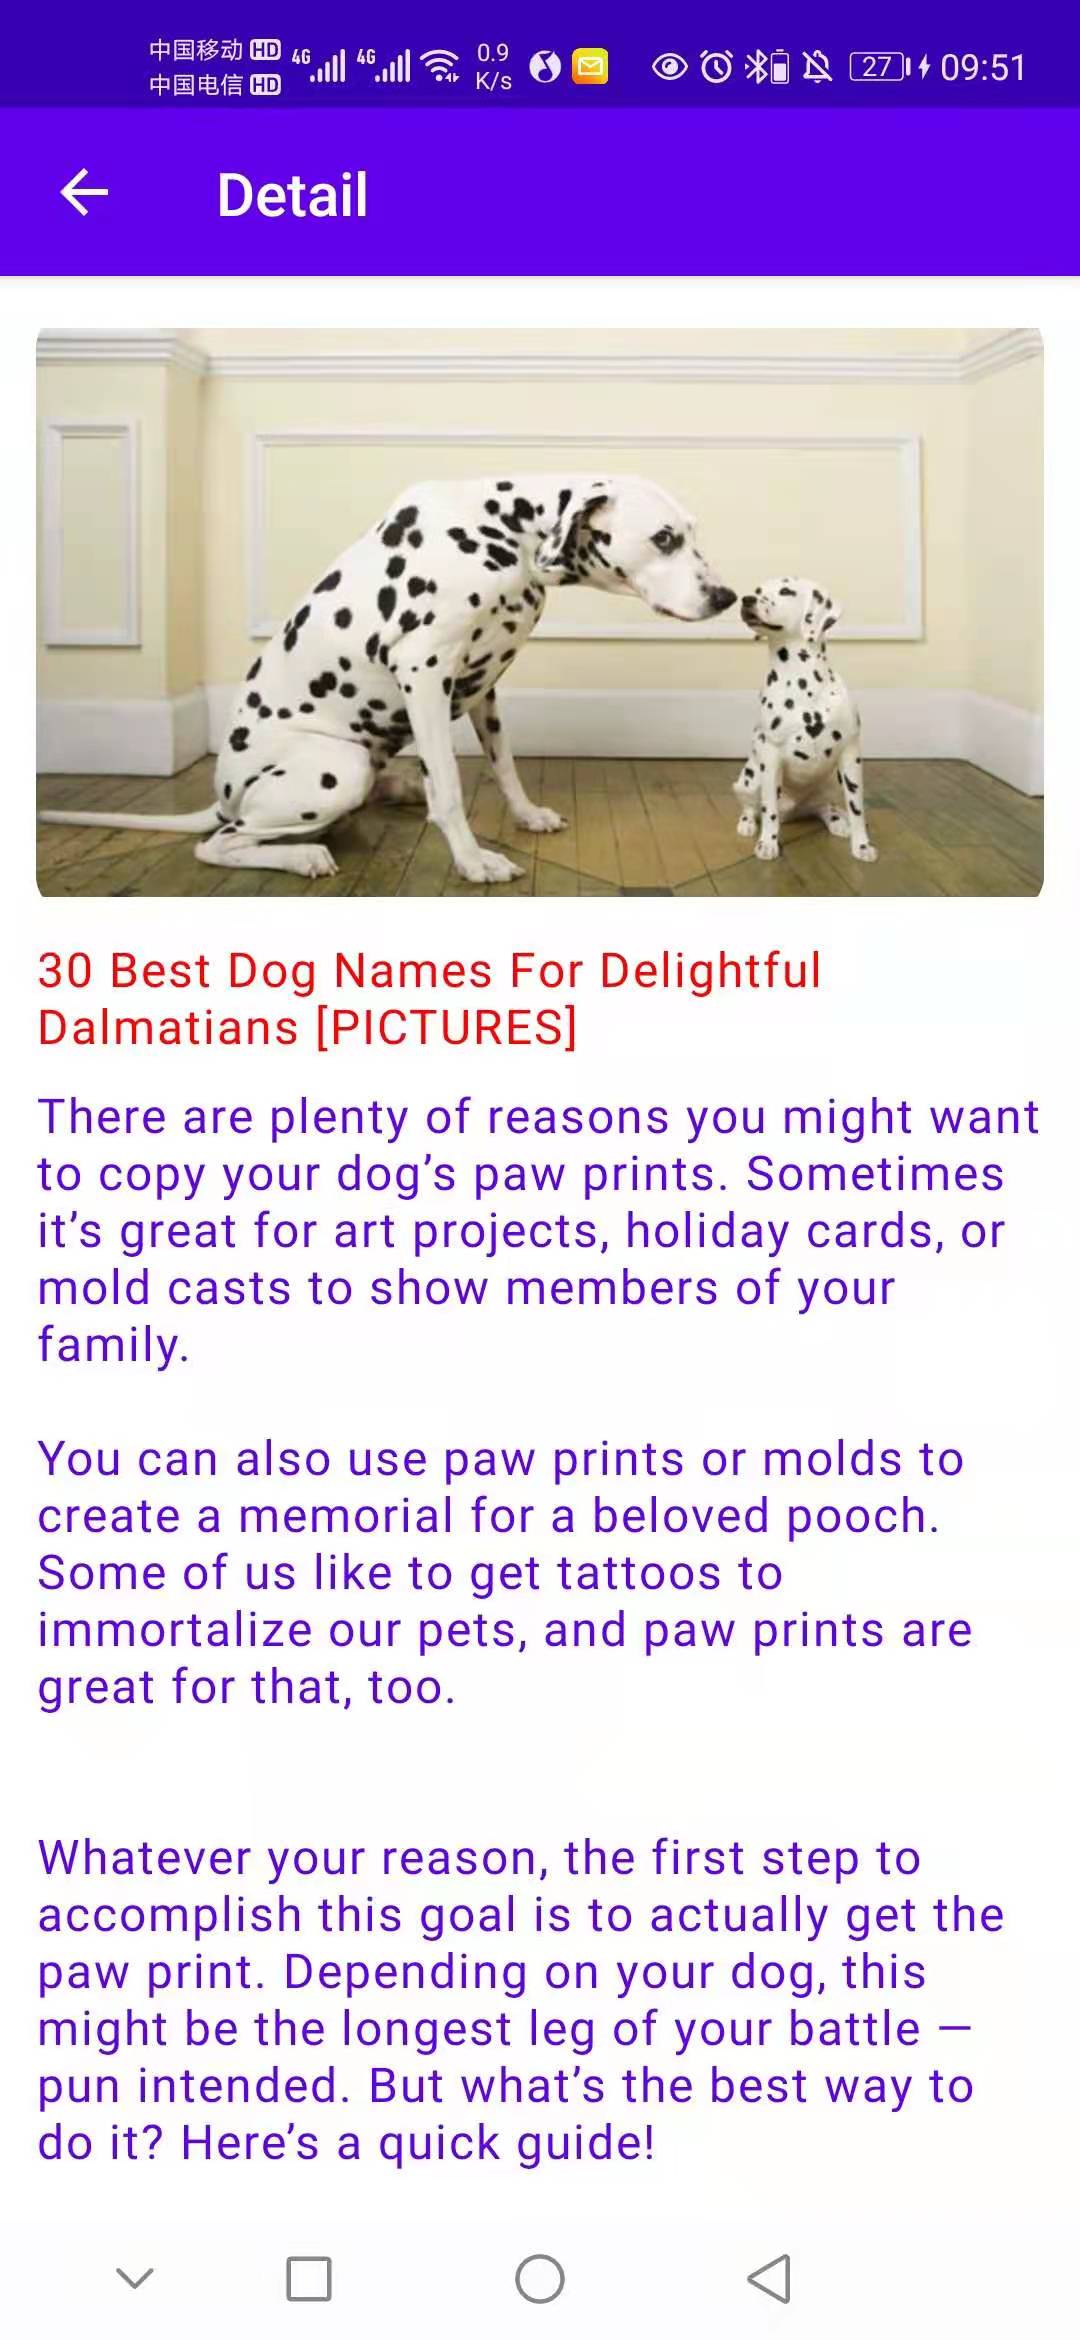 中国移动 HD 4G 4G 0.9 27 09:51
中国电信 HD K/s
Detail
30 Best Dog Names For Delightful
Dalmatians [PICTURES]
There are plenty of reasons you might want
to copy your dog’s paw prints. Sometimes
it’s great for art projects, holiday cards, or
mold casts to show members of your
family.
You can also use paw prints or molds to
create a memorial for a beloved pooch.
Some of us like to get tattoos to
immortalize our pets, and paw prints are
great for that, too.
Whatever your reason, the first step to
accomplish this goal is to actually get the
paw print. Depending on your dog, this
might be the longest leg of your battle —
pun intended. But what’s the best way to
do it? Here’s a quick guide!